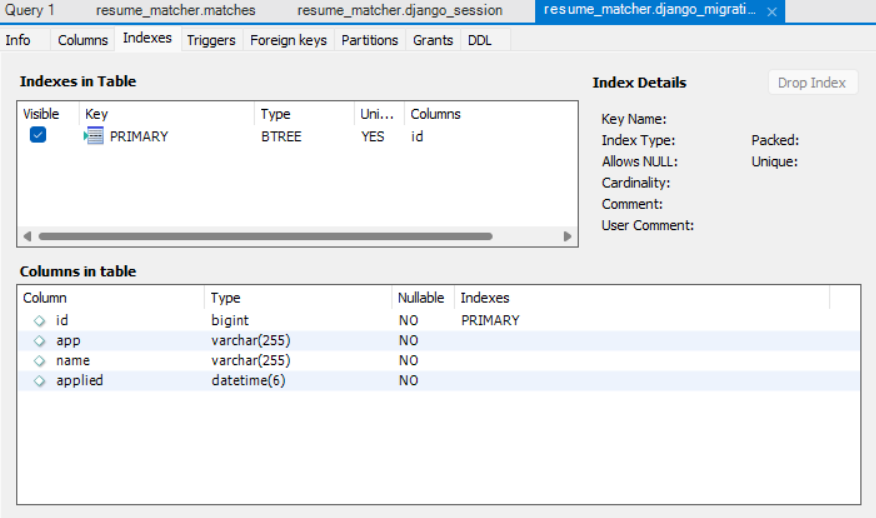 Query 1 resume_matcher.matches resume_matcher.django_session resume_matcher.django_migrati...
Info Columns Indexes Triggers Foreign keys Partitions Grants DDL
Indexes in Table
Visible Key Type Uni... Columns
PRIMARY BTREE YES id
Index Details Drop Index
Key Name:
Index Type: Packed:
Allows NULL: Unique:
Cardinality:
Comment:
User Comment:
Columns in table
Column Type Nullable Indexes
id bigint NO PRIMARY
app varchar(255) NO
name varchar(255) NO
applied datetime(6) NO